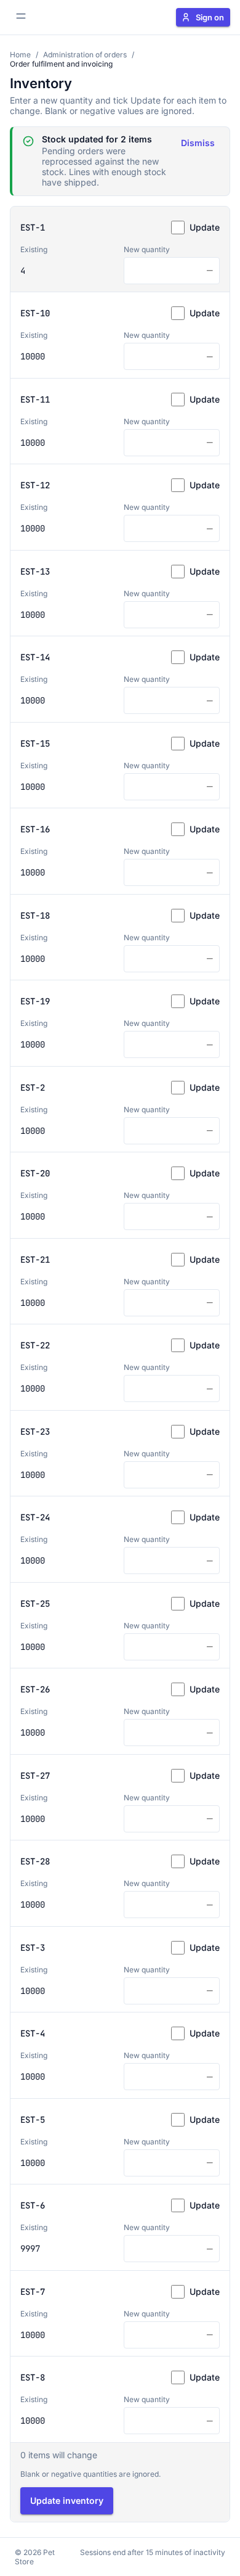 Sign on
Home / Administration of orders /
Order fulfilment and invoicing
Inventory
Enter a new quantity and tick Update for each item to
change. Blank or negative values are ignored.
Stock updated for 2 items
Dismiss
Pending orders were
reprocessed against the new
stock. Lines with enough stock
have shipped.
EST-1 Update
Existing New quantity
4 —
EST-10 Update
Existing New quantity
10000 —
EST-11 Update
Existing New quantity
10000 —
EST-12 Update
Existing New quantity
10000 —
EST-13 Update
Existing New quantity
10000 —
EST-14 Update
Existing New quantity
10000 —
EST-15 Update
Existing New quantity
10000 —
EST-16 Update
Existing New quantity
10000 —
EST-18 Update
Existing New quantity
10000 —
EST-19 Update
Existing New quantity
10000 —
EST-2 Update
Existing New quantity
10000 —
EST-20 Update
Existing New quantity
10000 —
EST-21 Update
Existing New quantity
10000 —
EST-22 Update
Existing New quantity
10000 —
EST-23 Update
Existing New quantity
10000 —
EST-24 Update
Existing New quantity
10000 —
EST-25 Update
Existing New quantity
10000 —
EST-26 Update
Existing New quantity
10000 —
EST-27 Update
Existing New quantity
10000 —
EST-28 Update
Existing New quantity
10000 —
EST-3 Update
Existing New quantity
10000 —
EST-4 Update
Existing New quantity
10000 —
EST-5 Update
Existing New quantity
10000 —
EST-6 Update
Existing New quantity
9997 —
EST-7 Update
Existing New quantity
10000 —
EST-8 Update
Existing New quantity
10000 —
0 items will change
Blank or negative quantities are ignored.
Update inventory
© 2026 Pet
Store
Sessions end after 15 minutes of inactivity